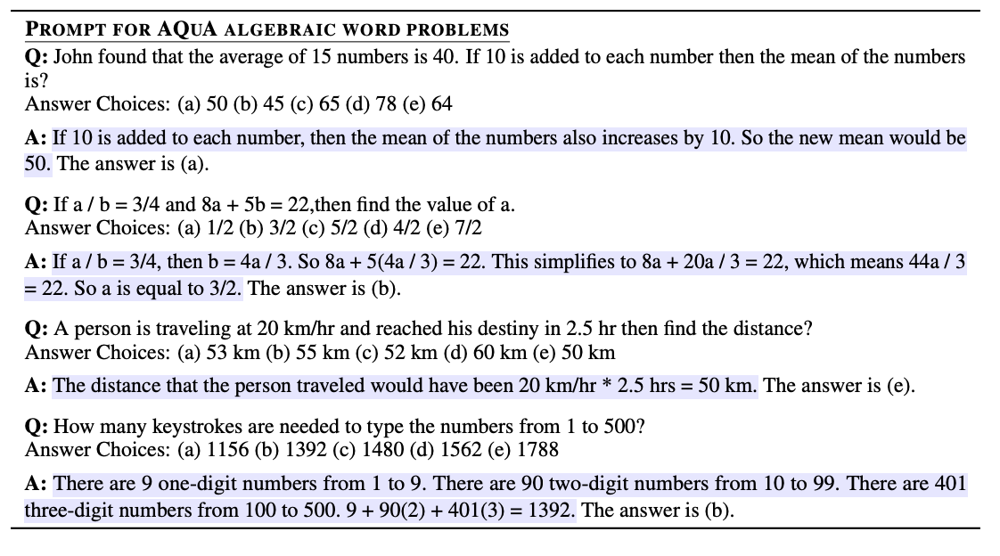 PROMPT FOR AQUA ALGEBRAIC WORD PROBLEMS
Q: John found that the average of 15 numbers is 40. If 10 is added to each number then the mean of the numbers
is?
Answer Choices: (a) 50 (b) 45 (c) 65 (d) 78 (e) 64
A: If 10 is added to each number, then the mean of the numbers also increases by 10. So the new mean would be
50. The answer is (a).
Q: If a / b = 3/4 and 8a + 5b = 22,then find the value of a.
Answer Choices: (a) 1/2 (b) 3/2 (c) 5/2 (d) 4/2 (e) 7/2
A: If a / b = 3/4, then b = 4a / 3. So 8a + 5(4a / 3) = 22. This simplifies to 8a + 20a / 3 = 22, which means 44a / 3
= 22. So a is equal to 3/2. The answer is (b).
Q: A person is traveling at 20 km/hr and reached his destiny in 2.5 hr then find the distance?
Answer Choices: (a) 53 km (b) 55 km (c) 52 km (d) 60 km (e) 50 km
A: The distance that the person traveled would have been 20 km/hr * 2.5 hrs = 50 km. The answer is (e).
Q: How many keystrokes are needed to type the numbers from 1 to 500?
Answer Choices: (a) 1156 (b) 1392 (c) 1480 (d) 1562 (e) 1788
A: There are 9 one-digit numbers from 1 to 9. There are 90 two-digit numbers from 10 to 99. There are 401
three-digit numbers from 100 to 500. 9 + 90(2) + 401(3) = 1392. The answer is (b).